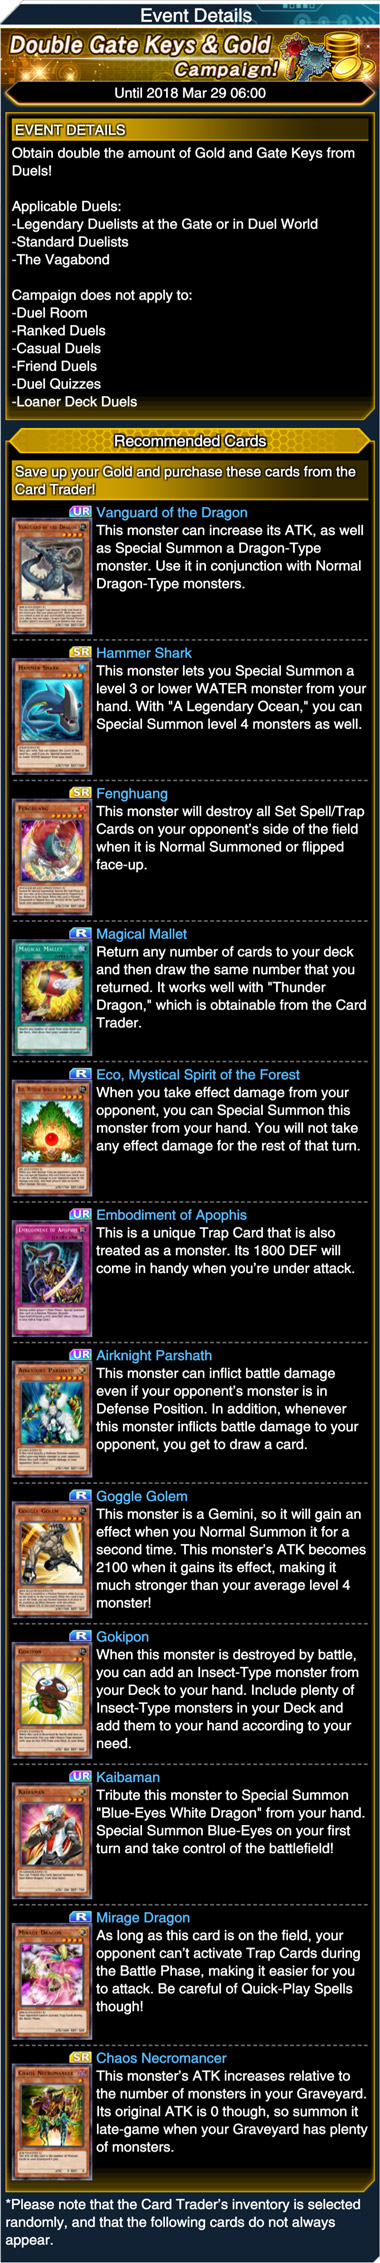 Event Details
Double Gate Keys & Gold
Campaign!
Until 2018 Mar 29 06:00
EVENT DETAILS
Obtain double the amount of Gold and Gate Keys from
Duels!
Applicable Duels:
-Legendary Duelists at the Gate or in Duel World
-Standard Duelists
-The Vagabond
Campaign does not apply to:
-Duel Room
-Ranked Duels
-Casual Duels
-Friend Duels
-Duel Quizzes
-Loaner Deck Duels
Recommended Cards
Save up your Gold and purchase these cards from the
Card Trader!
UR Vanguard of the Dragon
VANGUARD OF THE DRAGON
This monster can increase its ATK, as well
as Special Summon a Dragon-Type
monster. Use it in conjunction with Normal
Dragon-Type monsters.
SR Hammer Shark
HAMMER SHARK
This monster lets you Special Summon a
level 3 or lower WATER monster from your
hand. With "A Legendary Ocean," you can
Special Summon level 4 monsters as well.
SR Fenghuang
FENGHUANG
This monster will destroy all Set Spell/Trap
Cards on your opponent's side of the field
when it is Normal Summoned or flipped
face-up.
R Magical Mallet
MAGICAL MALLET
Return any number of cards to your deck
and then draw the same number that you
returned. It works well with "Thunder
Dragon," which is obtainable from the Card
Trader.
R Eco, Mystical Spirit of the Forest
When you take effect damage from your
opponent, you can Special Summon this
monster from your hand. You will not take
any effect damage for the rest of that turn.
UR Embodiment of Apophis
EMBODIMENT OF APOPHIS
This is a unique Trap Card that is also
treated as a monster. Its 1800 DEF will
come in handy when you're under attack.
UR Airknight Parshath
AIRKNIGHT PARSHATH
This monster can inflict battle damage
even if your opponent's monster is in
Defense Position. In addition, whenever
this monster inflicts battle damage to your
opponent, you get to draw a card.
R Goggle Golem
GOGGLE GOLEM
This monster is a Gemini, so it will gain an
effect when you Normal Summon it for a
second time. This monster's ATK becomes
2100 when it gains its effect, making it
much stronger than your average level 4
monster!
R Gokipon
GOKIPON
When this monster is destroyed by battle,
you can add an Insect-Type monster from
your Deck to your hand. Include plenty of
Insect-Type monsters in your Deck and
add them to your hand according to your
need.
UR Kaibaman
KAIBAMAN
Tribute this monster to Special Summon
"Blue-Eyes White Dragon" from your hand.
Special Summon Blue-Eyes on your first
turn and take control of the battlefield!
R Mirage Dragon
MIRAGE DRAGON
As long as this card is on the field, your
opponent can't activate Trap Cards during
the Battle Phase, making it easier for you
to attack. Be careful of Quick-Play Spells
though!
SR Chaos Necromancer
CHAOS NECROMANCER
This monster's ATK increases relative to
the number of monsters in your Graveyard.
Its original ATK is 0 though, so summon it
late-game when your Graveyard has plenty
of monsters.
*Please note that the Card Trader's inventory is selected
randomly, and that the following cards do not always
appear.